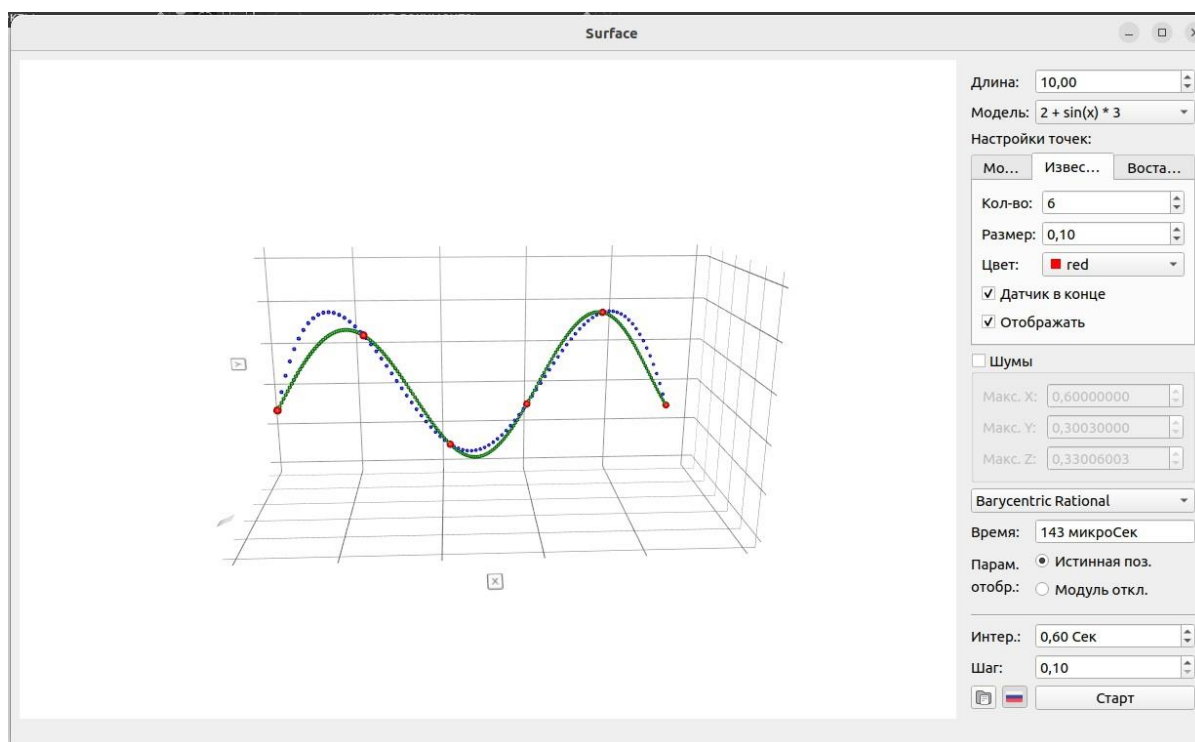 Surface
Длина: 10,00
Модель: 2 + sin(x) * 3
Настройки точек:
Мо... Извес... Воста...
Кол-во: 6
Размер: 0,10
Цвет: red
Датчик в конце
Отображать
Шумы
Макс. X: 0,60000000
Макс. Y: 0,30030000
Макс. Z: 0,33006003
Barycentric Rational
Время: 143 микроСек
Парам. отобр.: Истинная поз.
Модуль откл.
Интер.: 0,60 Сек
Шаг: 0,10
Старт
Y
X